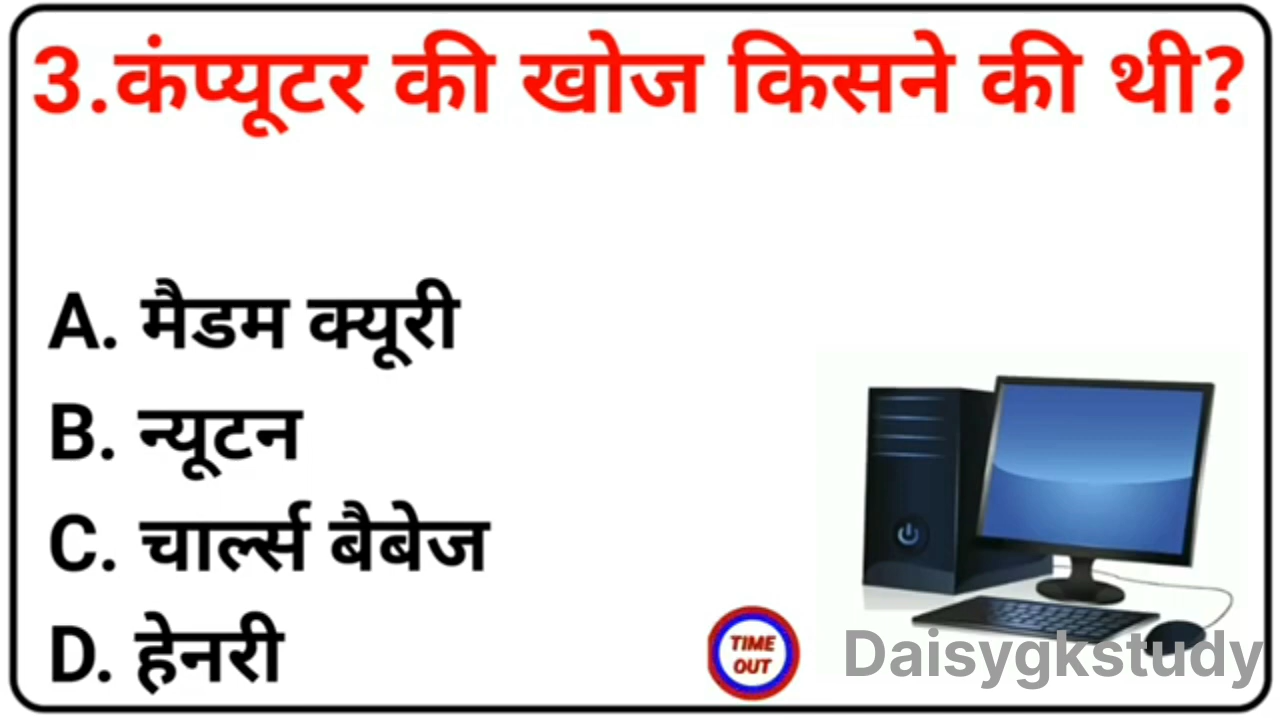 3.कंप्यूटर की खोज किसने की थी?
A. मैडम क्यूरी
B. न्यूटन
C. चार्ल्स बैबेज
D. हेनरी
TIME
OUT
Daisygkstudy